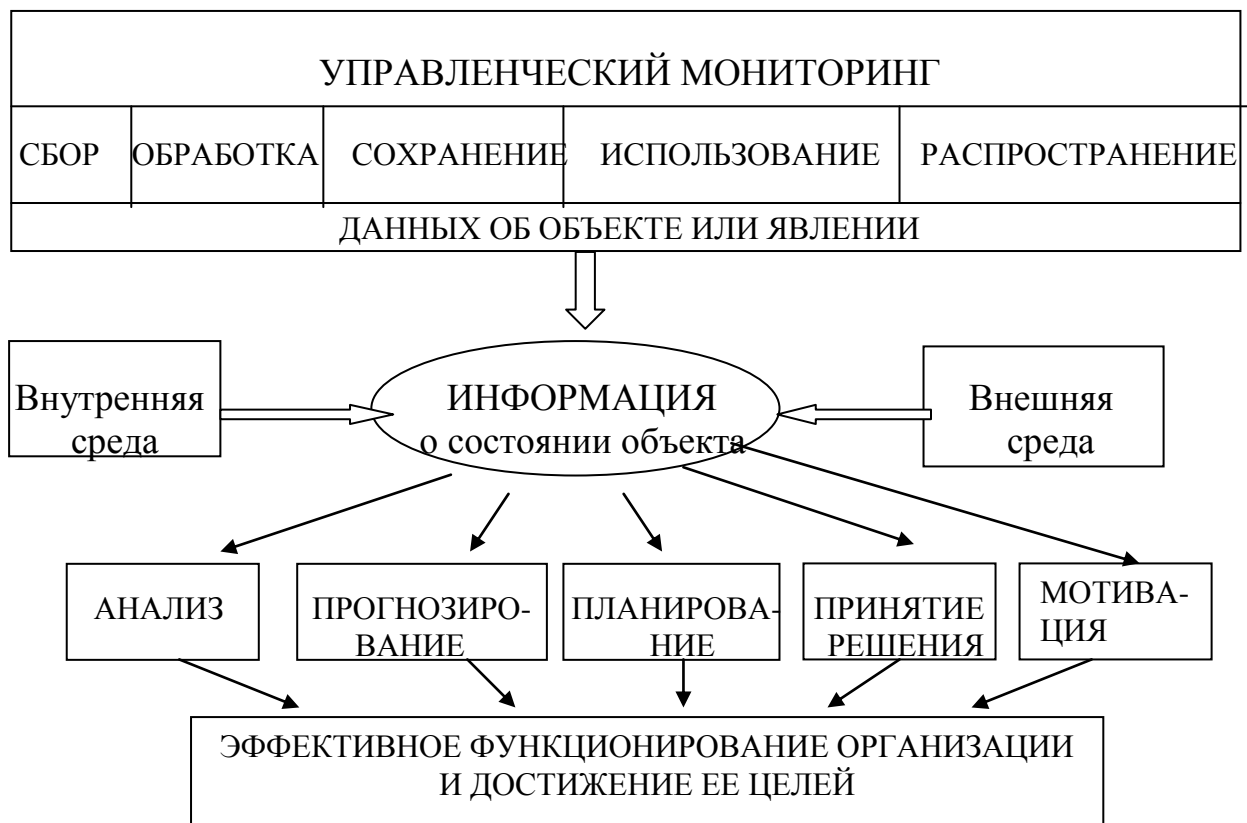 УПРАВЛЕНЧЕСКИЙ МОНИТОРИНГ
СБОР ОБРАБОТКА СОХРАНЕНИЕ ИСПОЛЬЗОВАНИЕ РАСПРОСТРАНЕНИЕ
ДАННЫХ ОБ ОБЪЕКТЕ ИЛИ ЯВЛЕНИИ
Внутренняя
среда
ИНФОРМАЦИЯ
о состоянии объекта
Внешняя
среда
АНАЛИЗ
ПРОГНОЗИРО-
ВАНИЕ
ПЛАНИРОВА-
НИЕ
ПРИНЯТИЕ
РЕШЕНИЯ
МОТИВА-
ЦИЯ
ЭФФЕКТИВНОЕ ФУНКЦИОНИРОВАНИЕ ОРГАНИЗАЦИИ
И ДОСТИЖЕНИЕ ЕЕ ЦЕЛЕЙ